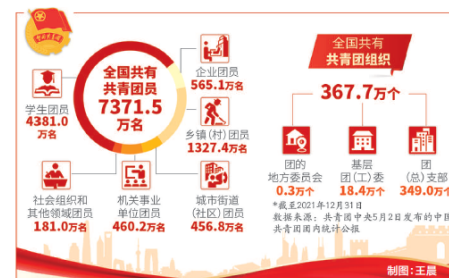 全国共有
共青团员
7371.5
万名
学生团员
4381.0
万名
企业团员
565.1万名
乡镇(村)团员
1327.4万名
社会组织和
其他领域团员
181.0万名
机关事业
单位团员
460.2万名
城市街道
(社区)团员
456.8万名
全国共有
共青团组织
367.7万个
团的
地方委员会
0.3万个
基层
团(工)委
18.4万个
团
(总)支部
349.0万个
*截至2021年12月31日
数据来源:共青团中央5月2日发布的中国
共青团团内统计公报
制图:王晨